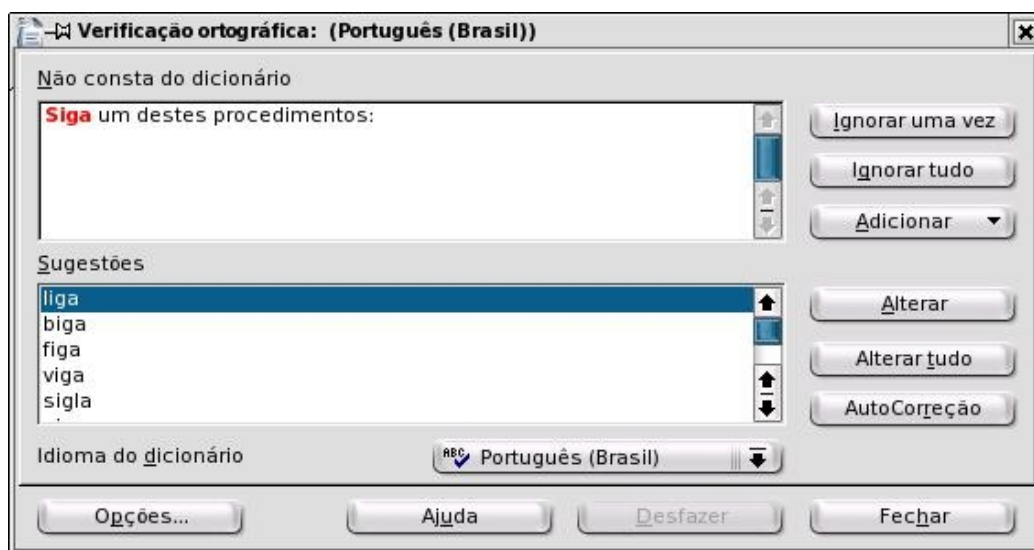 Verificação ortográfica: (Português (Brasil))
Não consta do dicionário
Siga um destes procedimentos:
Ignorar uma vez
Ignorar tudo
Adicionar
Sugestões
liga
biga
figa
viga
sigla
Alterar
Alterar tudo
AutoCorreção
Idioma do dicionário
ABC Português (Brasil)
Opções...
Ajuda
Desfazer
Fechar